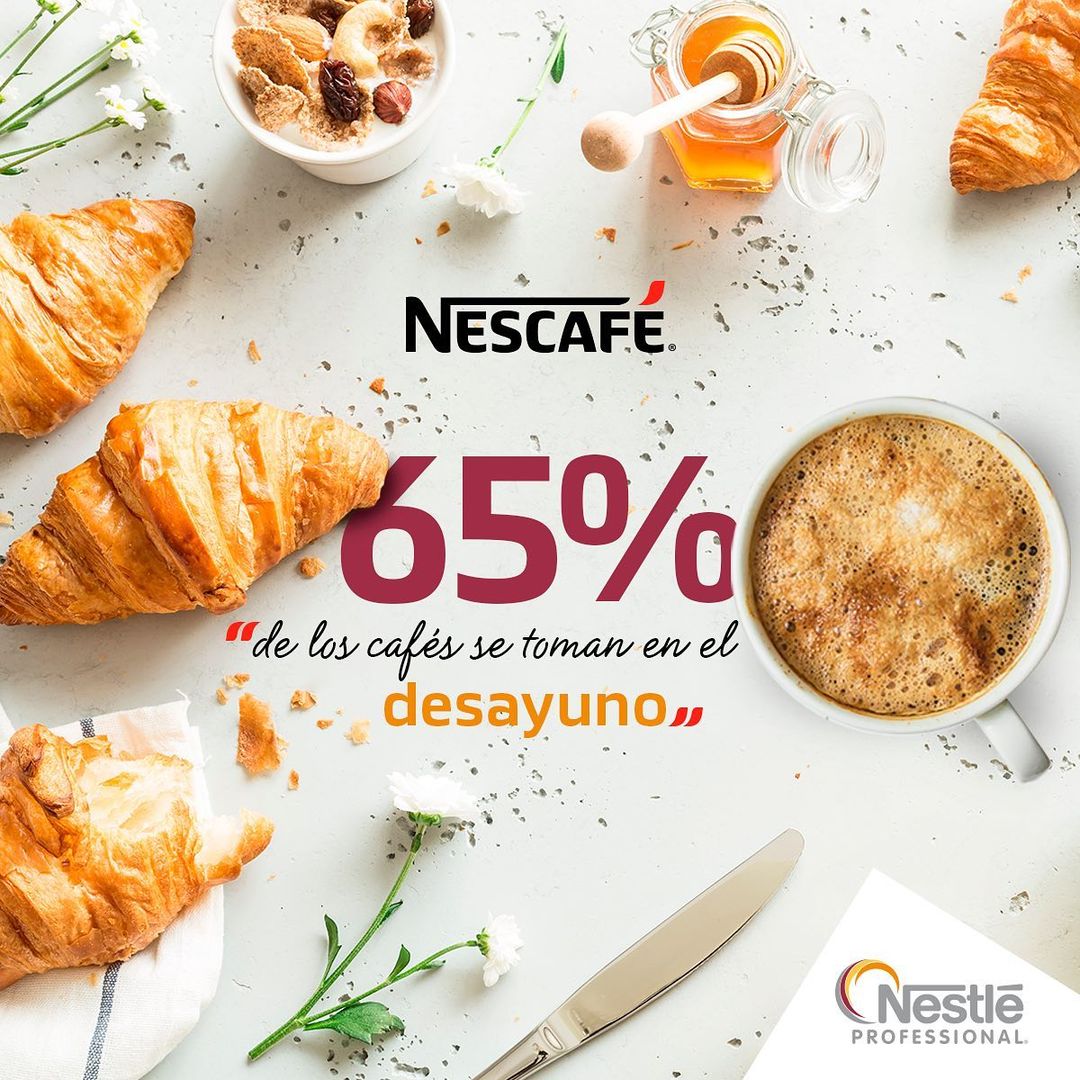 NESCAFÉ®
65%
"de los cafés se toman en el
desayuno„
Nestlé
PROFESSIONAL®